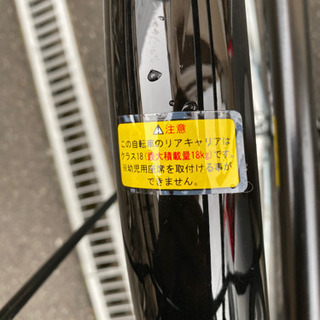 ⚠注意
この自転車のリアキャリアは
クラス18(最大積載量18kg)です。
※幼児用座席を取付ける事が
できません。